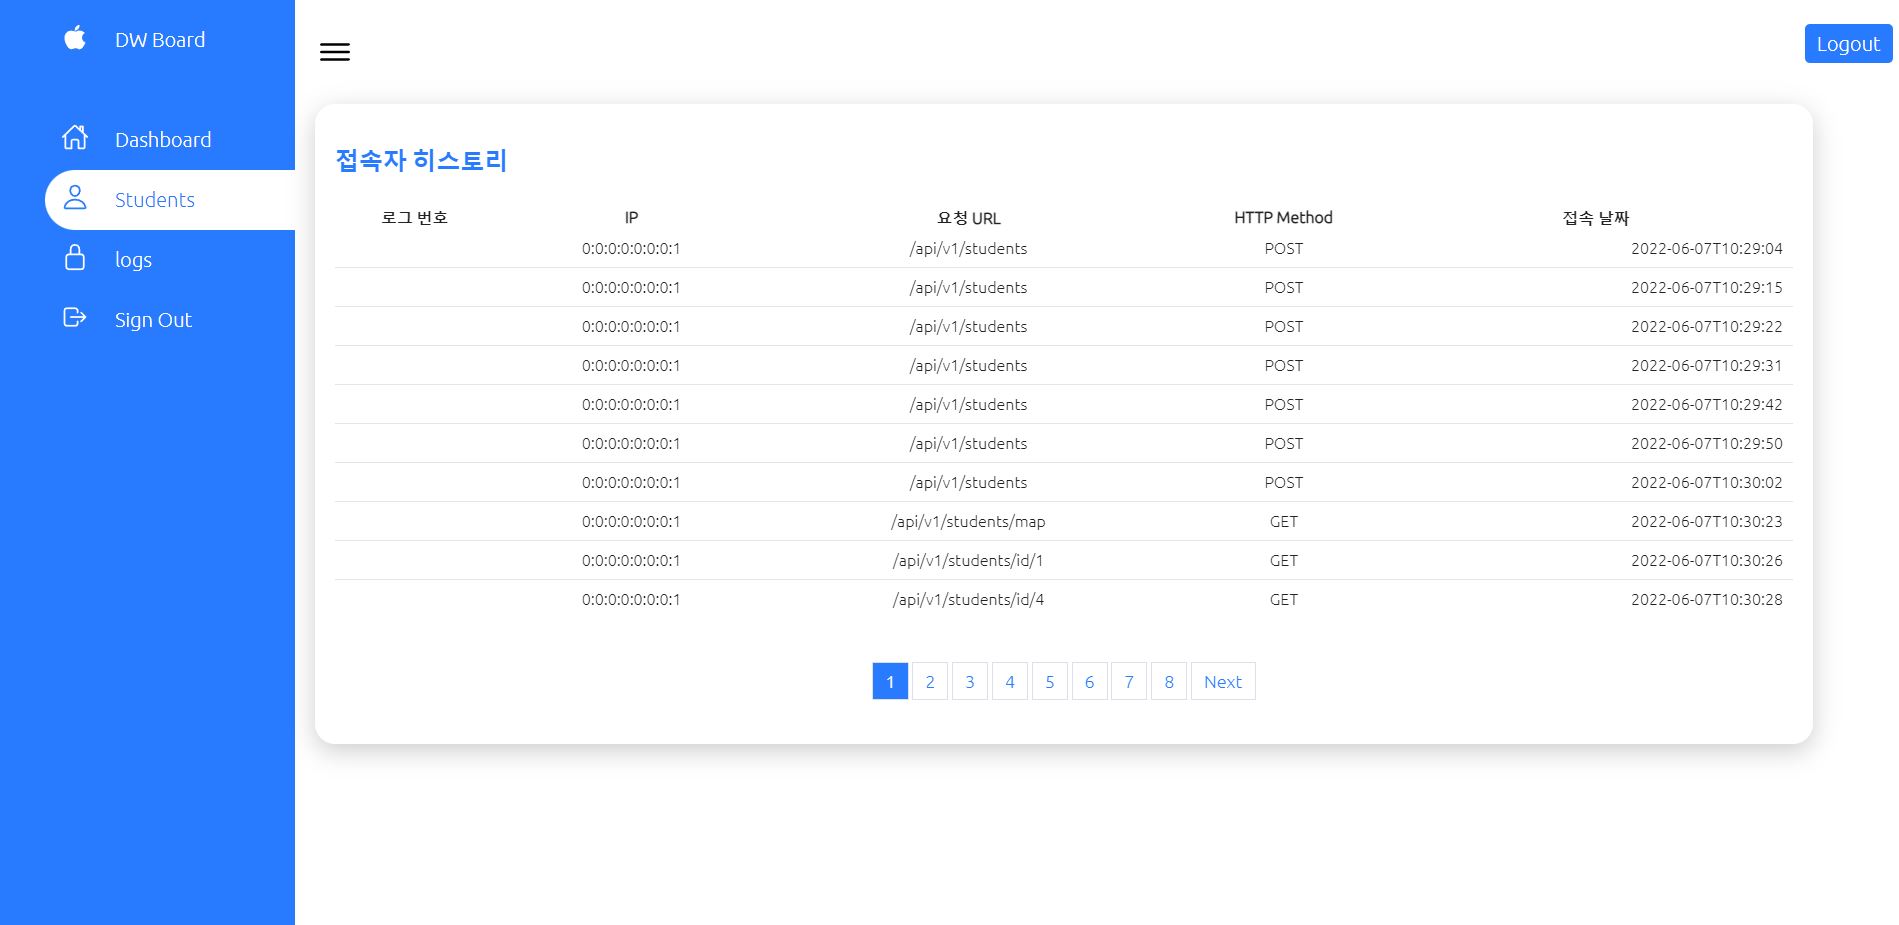 DW Board
Dashboard
Students
logs
Sign Out
Logout
접속자 히스토리
로그 번호 IP 요청 URL HTTP Method 접속 날짜
0:0:0:0:0:0:0:1 /api/v1/students POST 2022-06-07T10:29:04
0:0:0:0:0:0:0:1 /api/v1/students POST 2022-06-07T10:29:15
0:0:0:0:0:0:0:1 /api/v1/students POST 2022-06-07T10:29:22
0:0:0:0:0:0:0:1 /api/v1/students POST 2022-06-07T10:29:31
0:0:0:0:0:0:0:1 /api/v1/students POST 2022-06-07T10:29:42
0:0:0:0:0:0:0:1 /api/v1/students POST 2022-06-07T10:29:50
0:0:0:0:0:0:0:1 /api/v1/students POST 2022-06-07T10:30:02
0:0:0:0:0:0:0:1 /api/v1/students/map GET 2022-06-07T10:30:23
0:0:0:0:0:0:0:1 /api/v1/students/id/1 GET 2022-06-07T10:30:26
0:0:0:0:0:0:0:1 /api/v1/students/id/4 GET 2022-06-07T10:30:28
1 2 3 4 5 6 7 8 Next